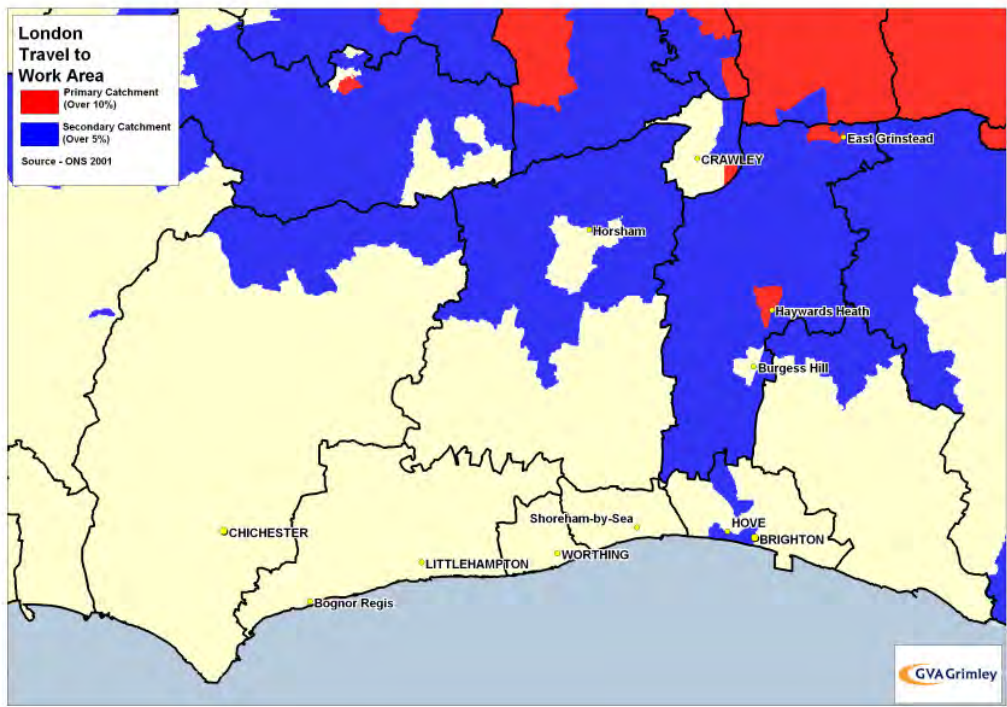 London
Travel to
Work Area
Primary Catchment
(Over 10%)
Secondary Catchment
(Over 5%)
Source - ONS 2001
East Grinstead
CRAWLEY
Horsham
Haywards Heath
Burgess Hill
Shoreham-by-Sea
HOVE
CHICHESTER
BRIGHTON
WORTHING
LITTLEHAMPTON
Bognor Regis
GVA Grimley